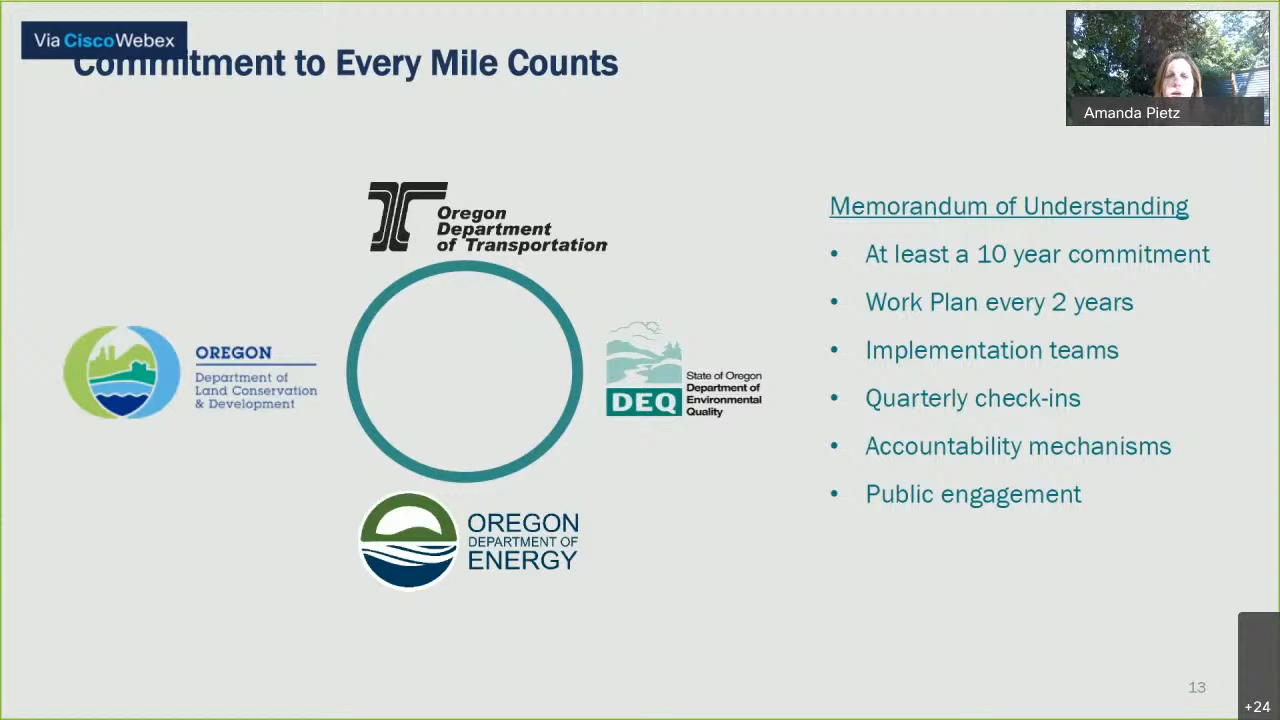 Via CiscoWebex
Commitment to Every Mile Counts
Amanda Pietz
Oregon
Department
of Transportation
OREGON
Department of
Land Conservation
& Development
DEQ
State of Oregon
Department of
Environmental
Quality
OREGON
DEPARTMENT OF
ENERGY
Memorandum of Understanding
• At least a 10 year commitment
• Work Plan every 2 years
• Implementation teams
• Quarterly check-ins
• Accountability mechanisms
• Public engagement
13
+24